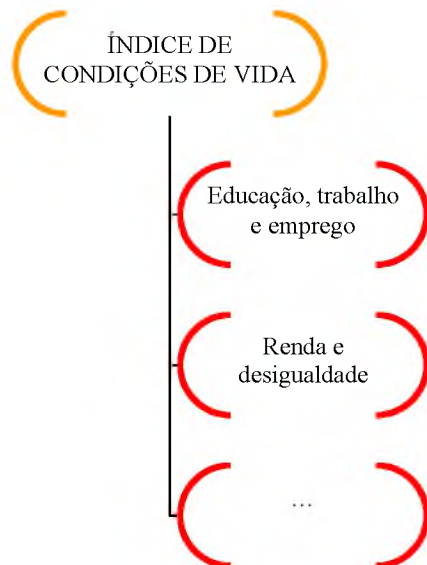 ÍNDICE DE
CONDIÇÕES DE VIDA
Educação, trabalho
e emprego
Renda e
desigualdade
...